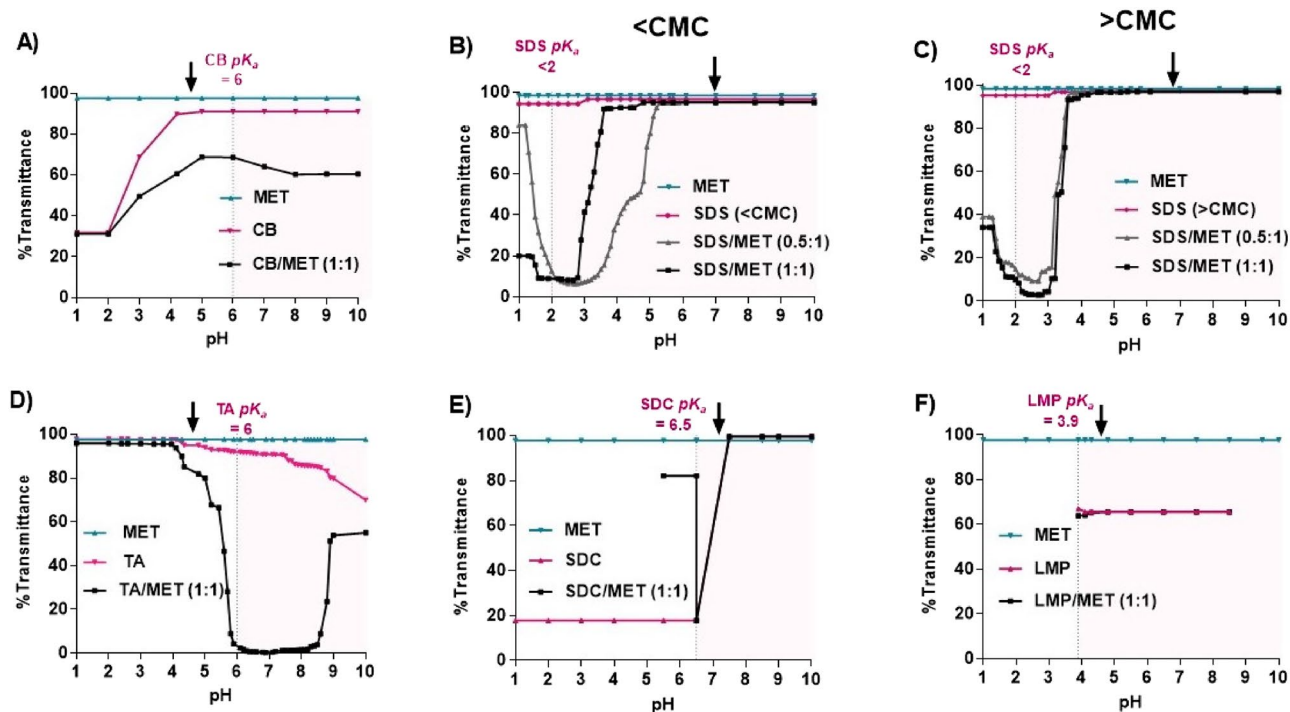 <CMC
>CMC
A)
CB pKa
= 6
%Transmittance
100
80
60
40
20
0
MET
CB
CB/MET (1:1)
1 2 3 4 5 6 7 8 9 10
pH
B)
SDS pKa
<2
%Transmittance
100
80
60
40
20
0
MET
SDS (<CMC)
SDS/MET (0.5:1)
SDS/MET (1:1)
1 2 3 4 5 6 7 8 9 10
pH
C)
SDS pKa
<2
%Transmittance
100
80
60
40
20
0
MET
SDS (>CMC)
SDS/MET (0.5:1)
SDS/MET (1:1)
1 2 3 4 5 6 7 8 9 10
pH
D)
TA pKa
= 6
%Transmittance
100
80
60
40
20
0
MET
TA
TA/MET (1:1)
1 2 3 4 5 6 7 8 9 10
pH
E)
SDC pKa
= 6.5
%Transmittance
100
80
60
40
20
0
MET
SDC
SDC/MET (1:1)
1 2 3 4 5 6 7 8 9 10
pH
F)
LMP pKa
= 3.9
%Transmittance
100
80
60
40
20
0
MET
LMP
LMP/MET (1:1)
1 2 3 4 5 6 7 8 9 10
pH